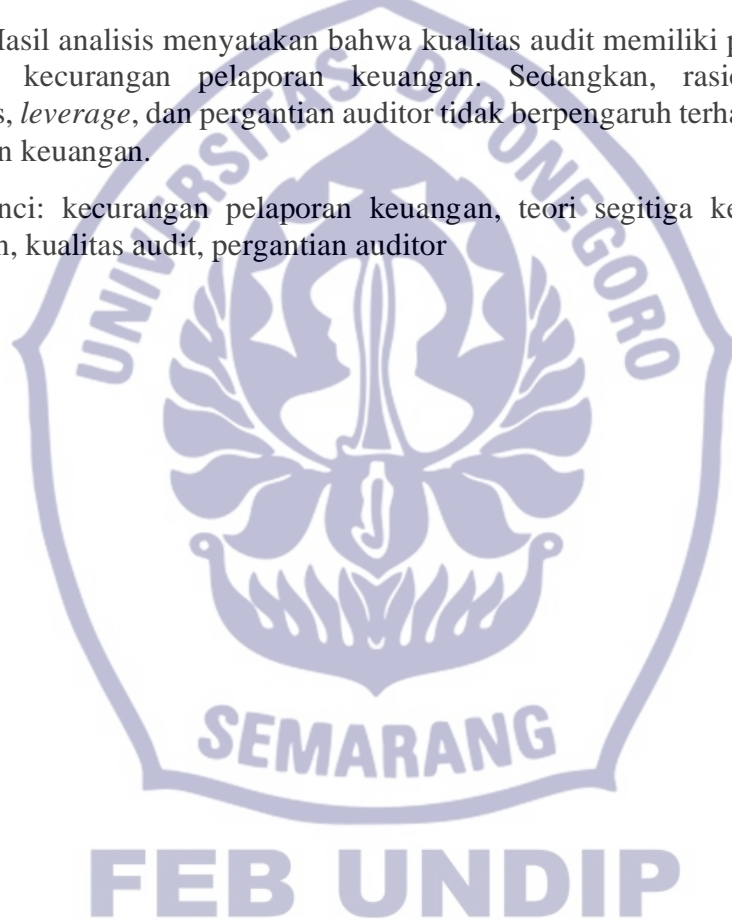 Hasil analisis menyatakan bahwa kualitas audit memiliki p
kecurangan pelaporan keuangan. Sedangkan, rasio
s, leverage, dan pergantian auditor tidak berpengaruh terha
n keuangan.
nci: kecurangan pelaporan keuangan, teori segitiga ke
n, kualitas audit, pergantian auditor
UNIVERSITAS DIPONEGORO
SEMARANG
FEB UNDIP